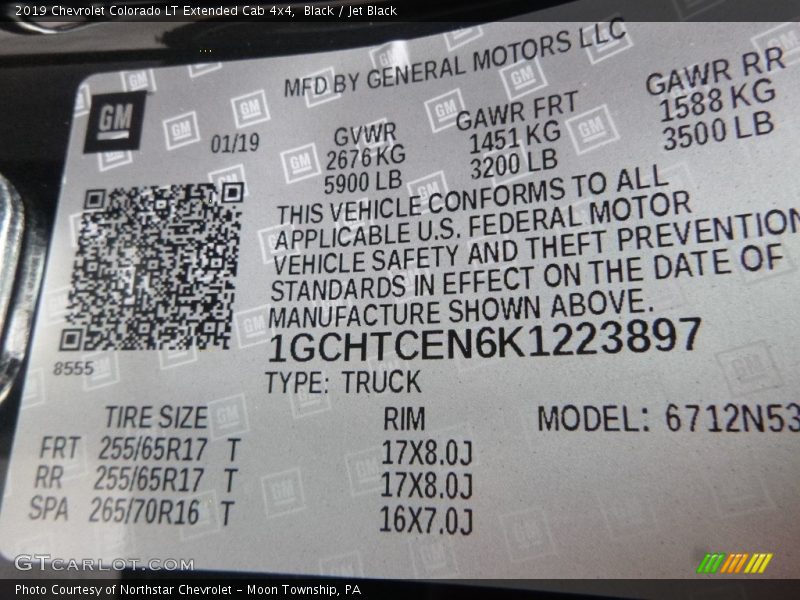 2019 Chevrolet Colorado LT Extended Cab 4x4, Black / Jet Black
MFD BY GENERAL MOTORS LLC
GM
01/19
GVWR
2676 KG
5900 LB
GAWR FRT
1451 KG
3200 LB
GAWR RR
1588 KG
3500 LB
THIS VEHICLE CONFORMS TO ALL
APPLICABLE U.S. FEDERAL MOTOR
VEHICLE SAFETY AND THEFT PREVENTION
STANDARDS IN EFFECT ON THE DATE OF
MANUFACTURE SHOWN ABOVE.
1GCHTCEN6K1223897
8555
TYPE: TRUCK
TIRE SIZE RIM MODEL: 6712N53
FRT 255/65R17 T 17X8.0J
RR 255/65R17 T 17X8.0J
SPA 265/70R16 T 16X7.0J
GTcarlot.com
Photo Courtesy of Northstar Chevrolet - Moon Township, PA